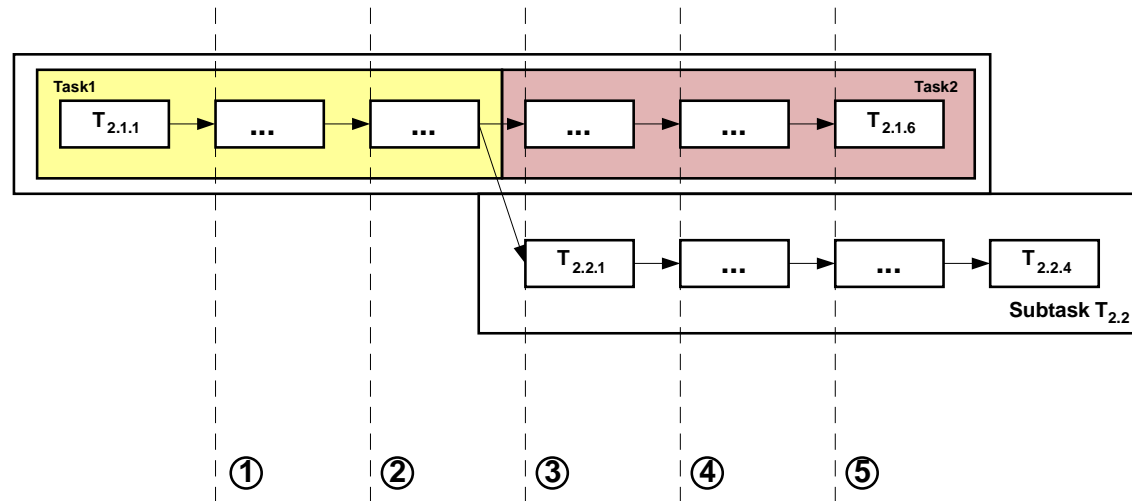 Task1
Task2
T2.1.1
...
...
...
...
T2.1.6
T2.2.1
...
...
T2.2.4
Subtask T2.2
① ② ③ ④ ⑤